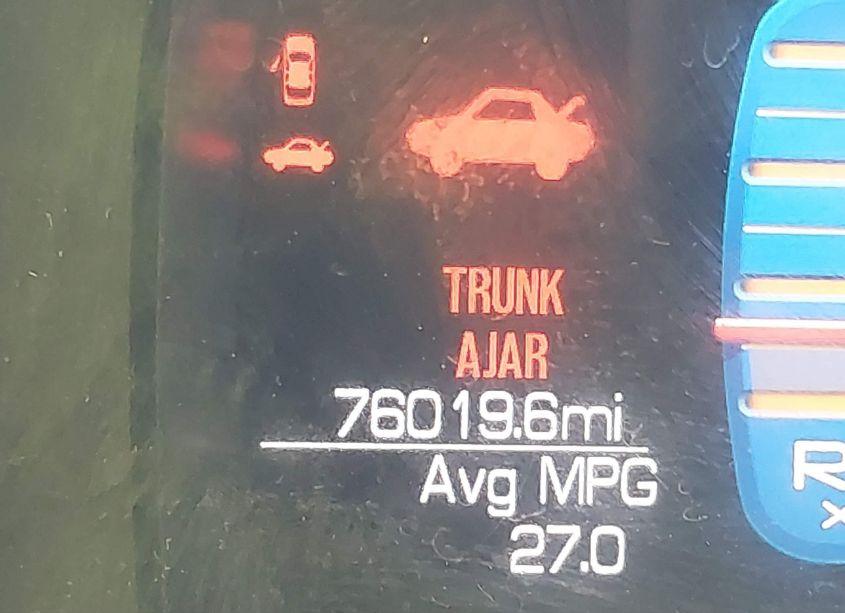 TRUNK
AJAR
76019.6mi
Avg MPG
27.0
R
x